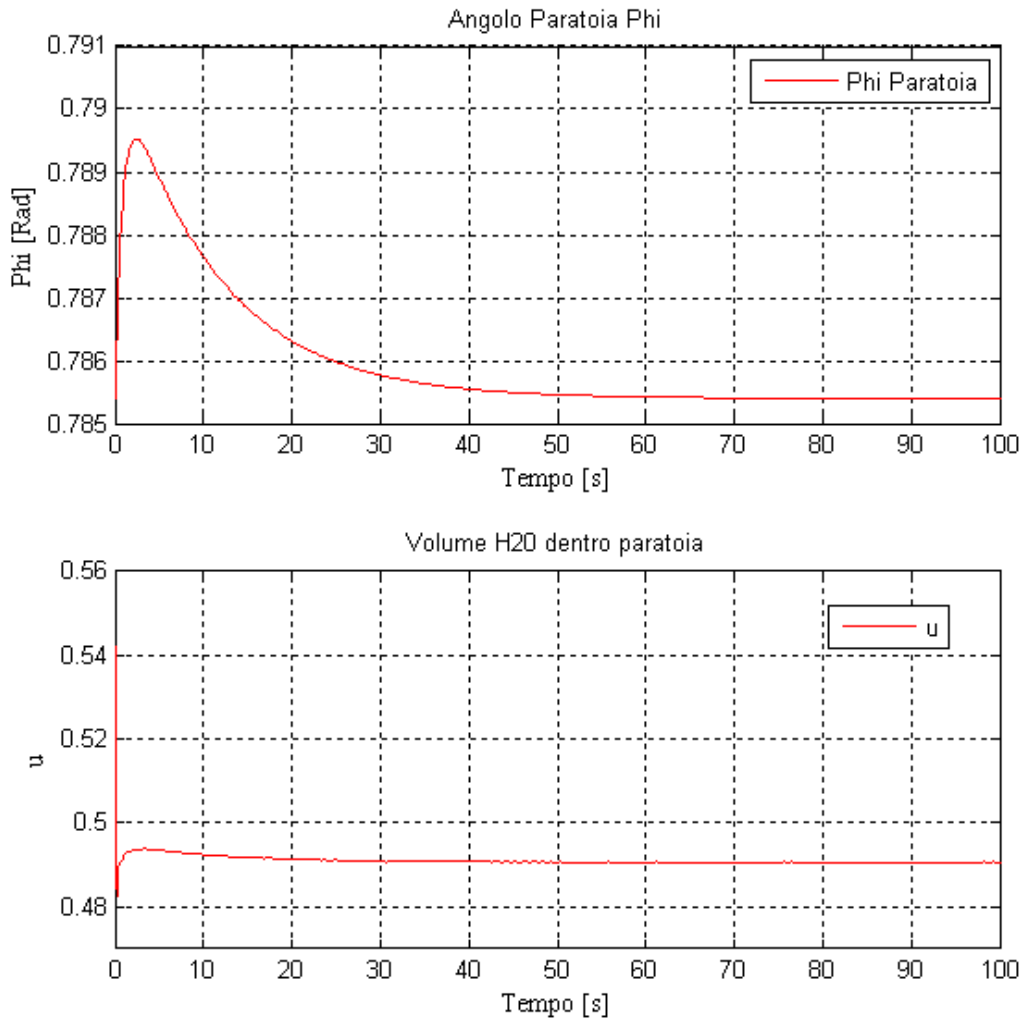 Angolo Paratoia Phi
0.791
0.79
0.789
0.788
0.787
0.786
0.785
Phi [Rad]
Phi Paratoia
0 10 20 30 40 50 60 70 80 90 100
Tempo [s]
Volume H20 dentro paratoia
0.56
0.54
0.52
0.5
0.48
u
u
0 10 20 30 40 50 60 70 80 90 100
Tempo [s]